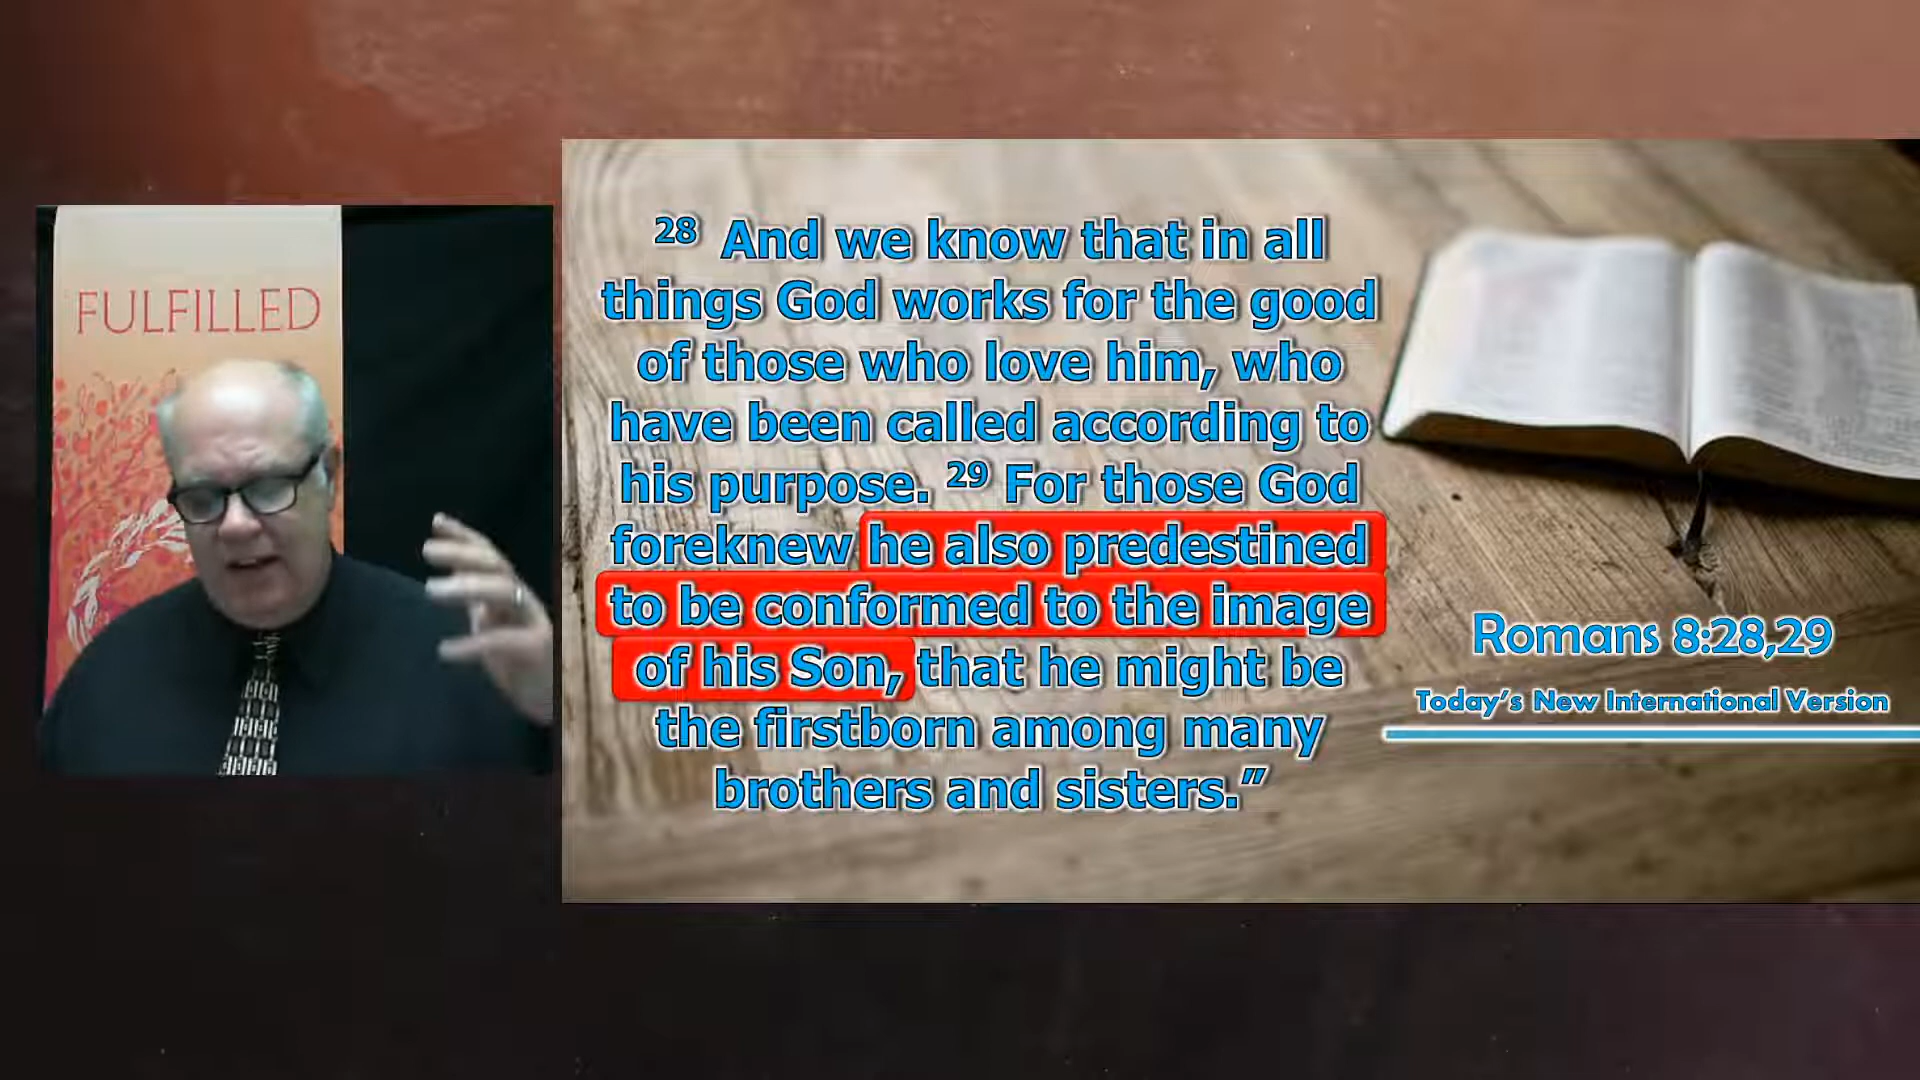 FULFILLED
28 And we know that in all
things God works for the good
of those who love him, who
have been called according to
his purpose. 29 For those God
foreknew he also predestined
to be conformed to the image
of his Son, that he might be
the firstborn among many
brothers and sisters.”
Romans 8:28,29
Today’s New International Version